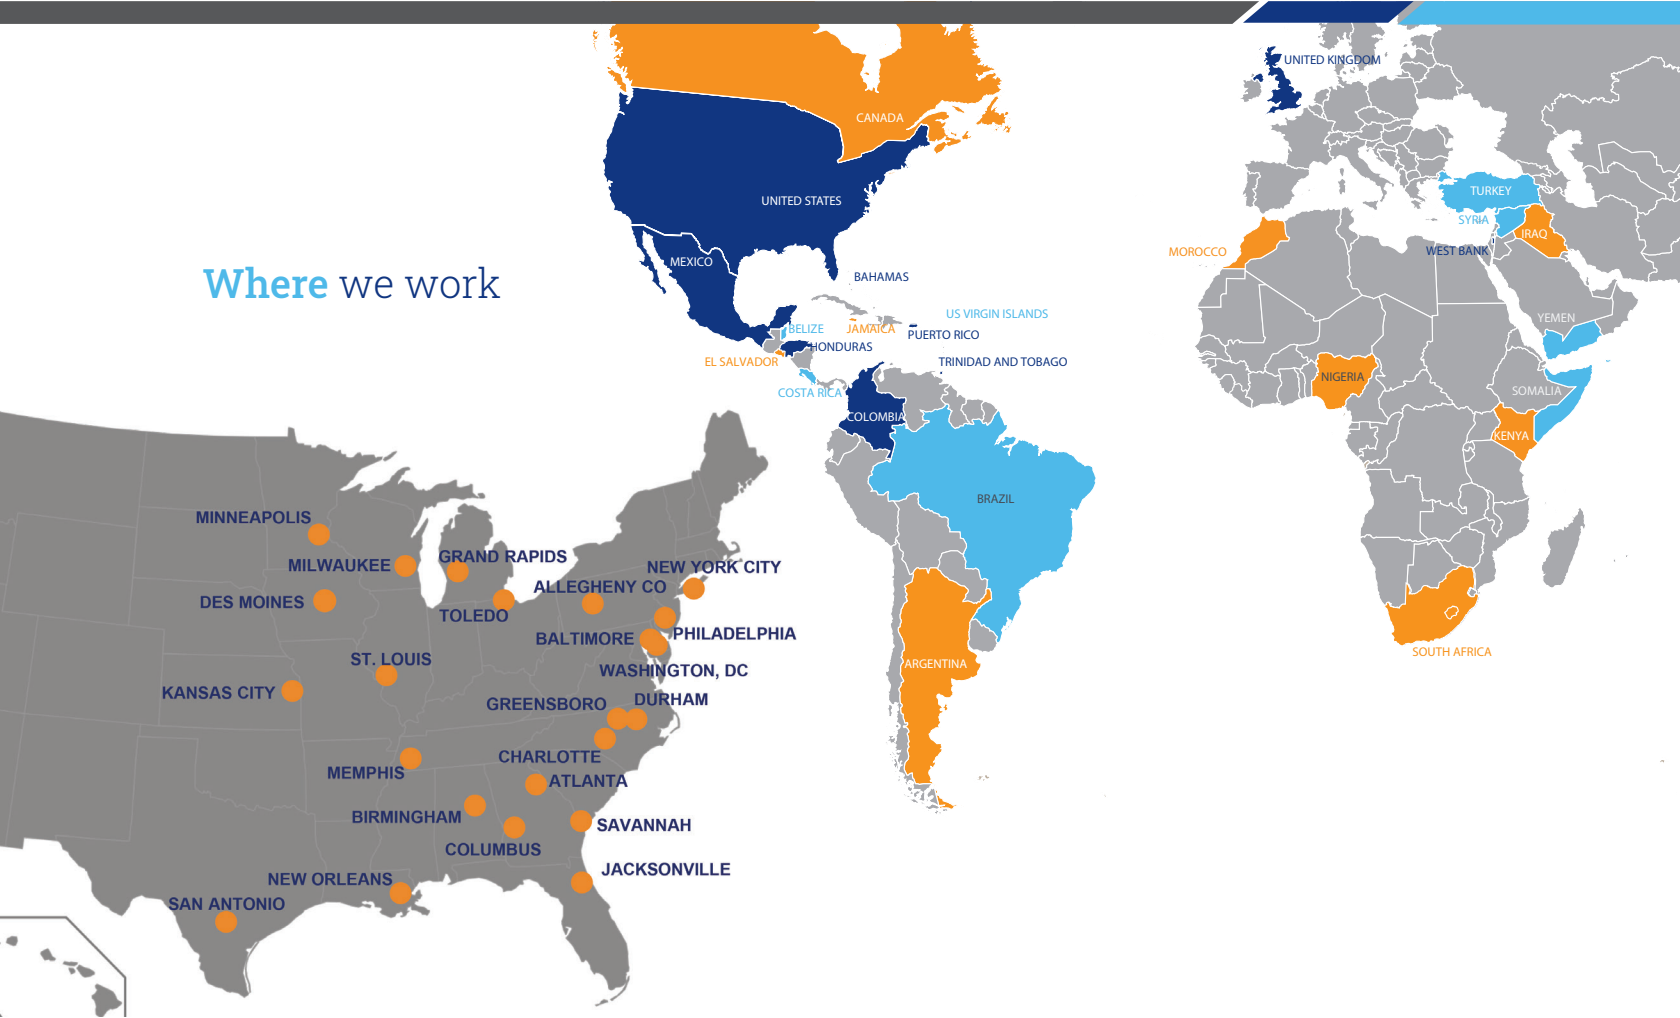 Where we work
CANADA
UNITED STATES
MEXICO
BAHAMAS
US VIRGIN ISLANDS
BELIZE
JAMAICA
PUERTO RICO
HONDURAS
EL SALVADOR
TRINIDAD AND TOBAGO
COSTA RICA
COLOMBIA
BRAZIL
ARGENTINA
UNITED KINGDOM
TURKEY
SYRIA
IRAQ
WEST BANK
MOROCCO
YEMEN
NIGERIA
SOMALIA
KENYA
SOUTH AFRICA
MINNEAPOLIS
MILWAUKEE
GRAND RAPIDS
NEW YORK CITY
ALLEGHENY CO
DES MOINES
TOLEDO
BALTIMORE
PHILADELPHIA
ST. LOUIS
WASHINGTON, DC
KANSAS CITY
GREENSBORO
DURHAM
CHARLOTTE
MEMPHIS
ATLANTA
BIRMINGHAM
SAVANNAH
COLUMBUS
JACKSONVILLE
NEW ORLEANS
SAN ANTONIO